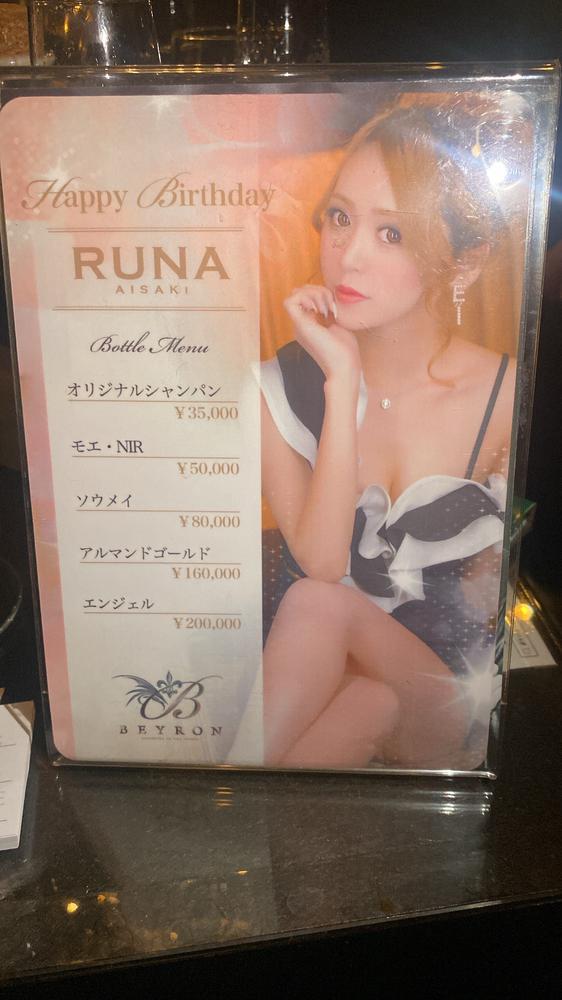 Happy Birthday
RUNA
AISAKI
Bottle Menu
オリジナルシャンパン
￥35,000
モエ・NIR
￥50,000
ソウメイ
￥80,000
アルマンドゴールド
￥160,000
エンジェル
￥200,000
B
BEYRON